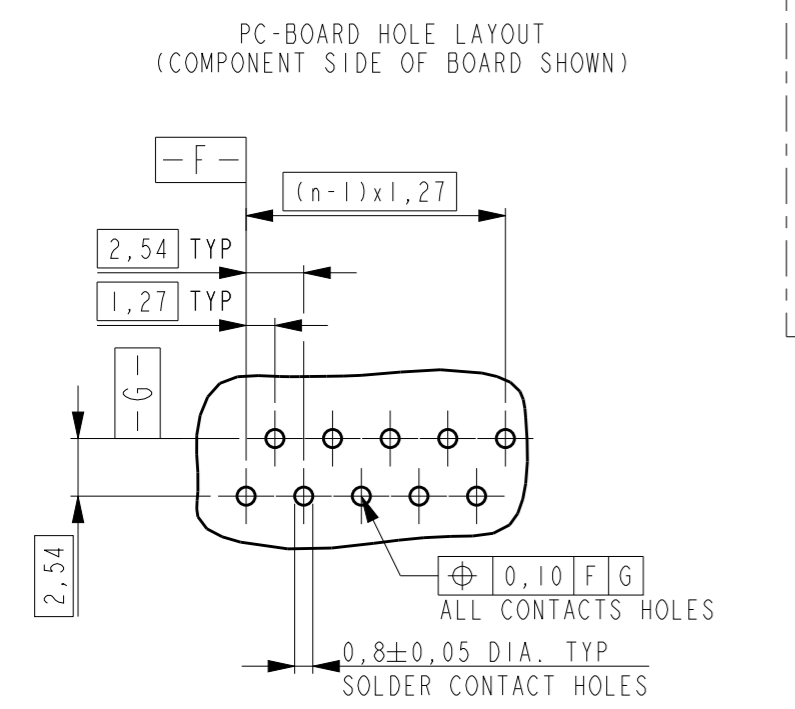 PC-BOARD HOLE LAYOUT
(COMPONENT SIDE OF BOARD SHOWN)
-F-
(n-1)x1,27
2,54 TYP
1,27 TYP
-G-
2,54
⌖ 0,10 F G
ALL CONTACTS HOLES
0,8±0,05 DIA. TYP
SOLDER CONTACT HOLES